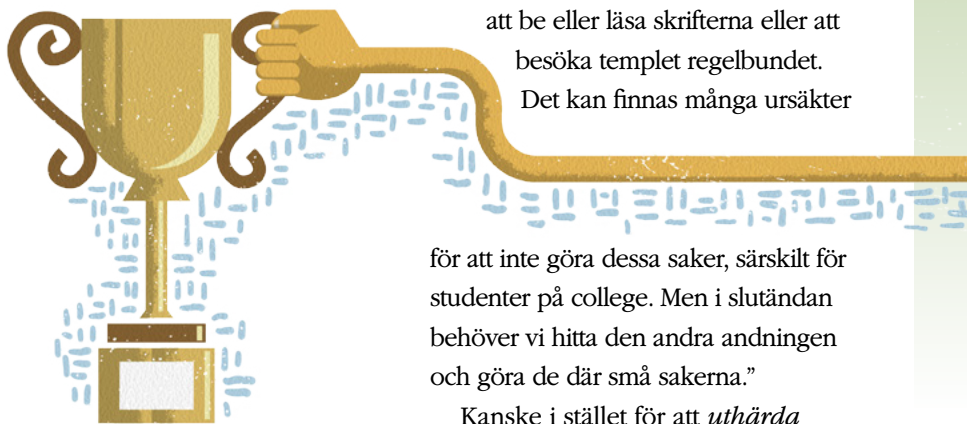 att be eller läsa skrifterna eller att
besöka templet regelbundet.
Det kan finnas många ursäkter
för att inte göra dessa saker, särskilt för
studenter på college. Men i slutändan
behöver vi hitta den andra andningen
och göra de där små sakerna.”
Kanske i stället för att uthärda